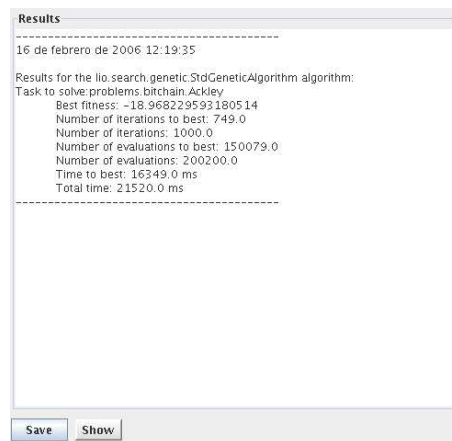 Results
----------------------------------------
16 de febrero de 2006 12:19:35
Results for the lio.search.genetic.StdGeneticAlgorithm algorithm:
Task to solve:problems.bitchain.Ackley
Best fitness: -18.968229593180514
Number of iterations to best: 749.0
Number of iterations: 1000.0
Number of evaluations to best: 150079.0
Number of evaluations: 200200.0
Time to best: 16349.0 ms
Total time: 21520.0 ms
----------------------------------------
Save Show